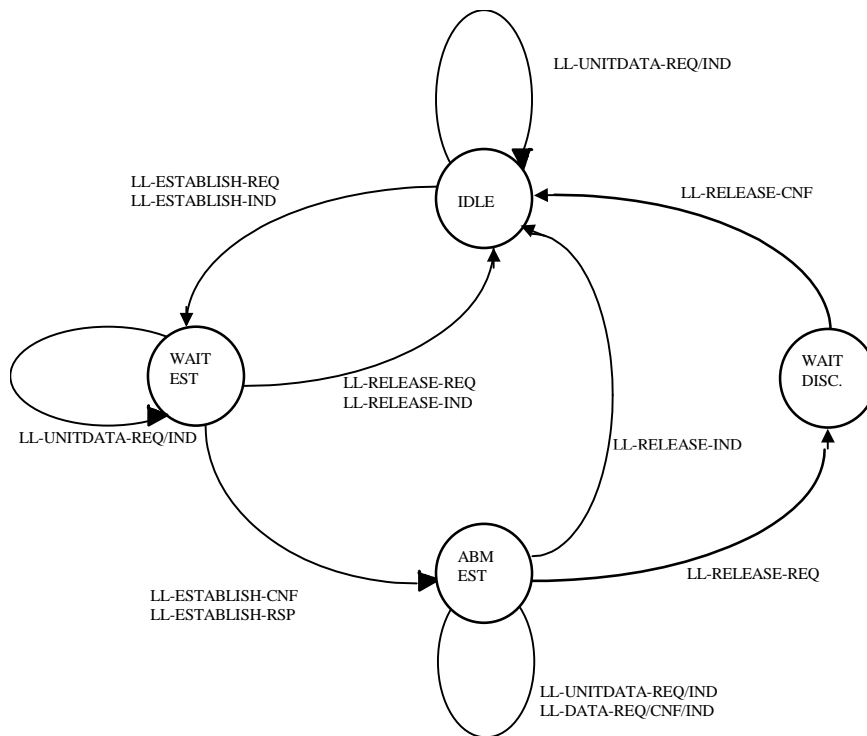 LL-UNITDATA-REQ/IND
LL-ESTABLISH-REQ
LL-ESTABLISH-IND
LL-RELEASE-CNF
IDLE
WAIT
EST
WAIT
DISC.
LL-RELEASE-REQ
LL-RELEASE-IND
LL-UNITDATA-REQ/IND
LL-RELEASE-IND
ABM
EST
LL-RELEASE-REQ
LL-ESTABLISH-CNF
LL-ESTABLISH-RSP
LL-UNITDATA-REQ/IND
LL-DATA-REQ/CNF/IND